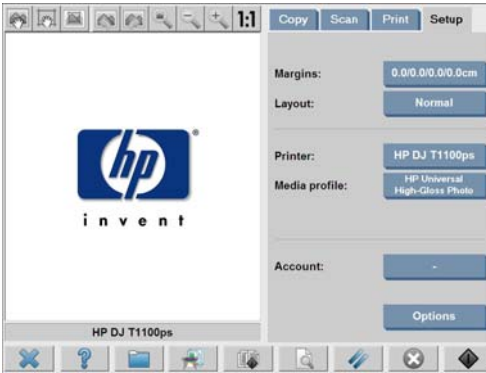 1:1
Copy
Scan
Print
Setup
Margins:
0.0/0.0/0.0/0.0cm
Layout:
Normal
hp
®
invent
Printer:
HP DJ T1100ps
Media profile:
HP Universal
High-Gloss Photo
Account:
-
Options
HP DJ T1100ps
?